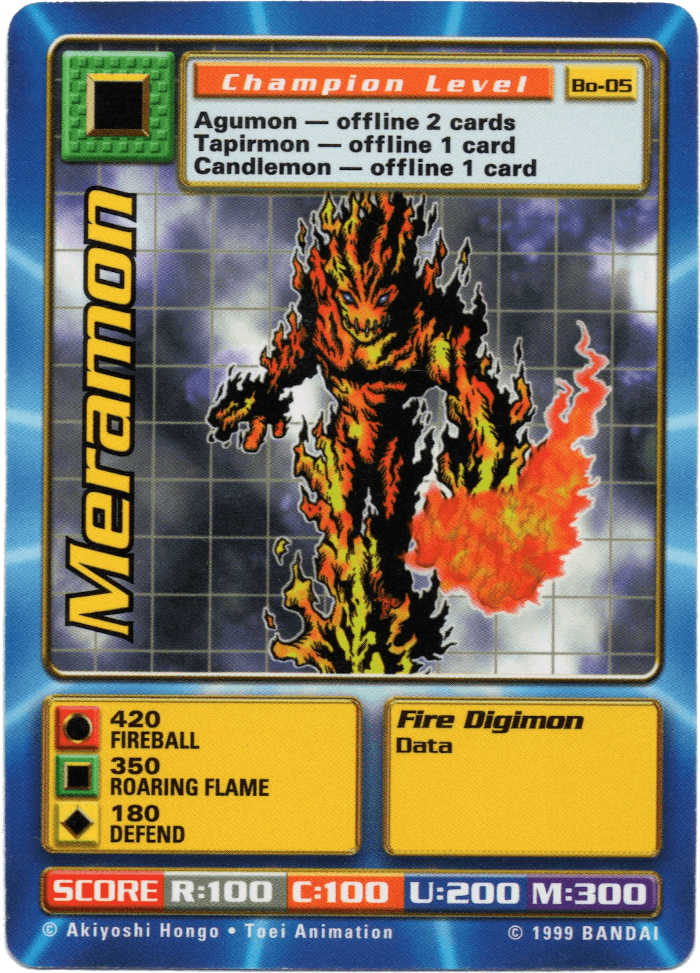 Champion Level
Bo-05
Agumon — offline 2 cards
Tapirmon — offline 1 card
Candlemon — offline 1 card
Meramon
420
FIREBALL
350
ROARING FLAME
180
DEFEND
Fire Digimon
Data
SCORE R:100 C:100 U:200 M:300
© Akiyoshi Hongo • Toei Animation
© 1999 BANDAI